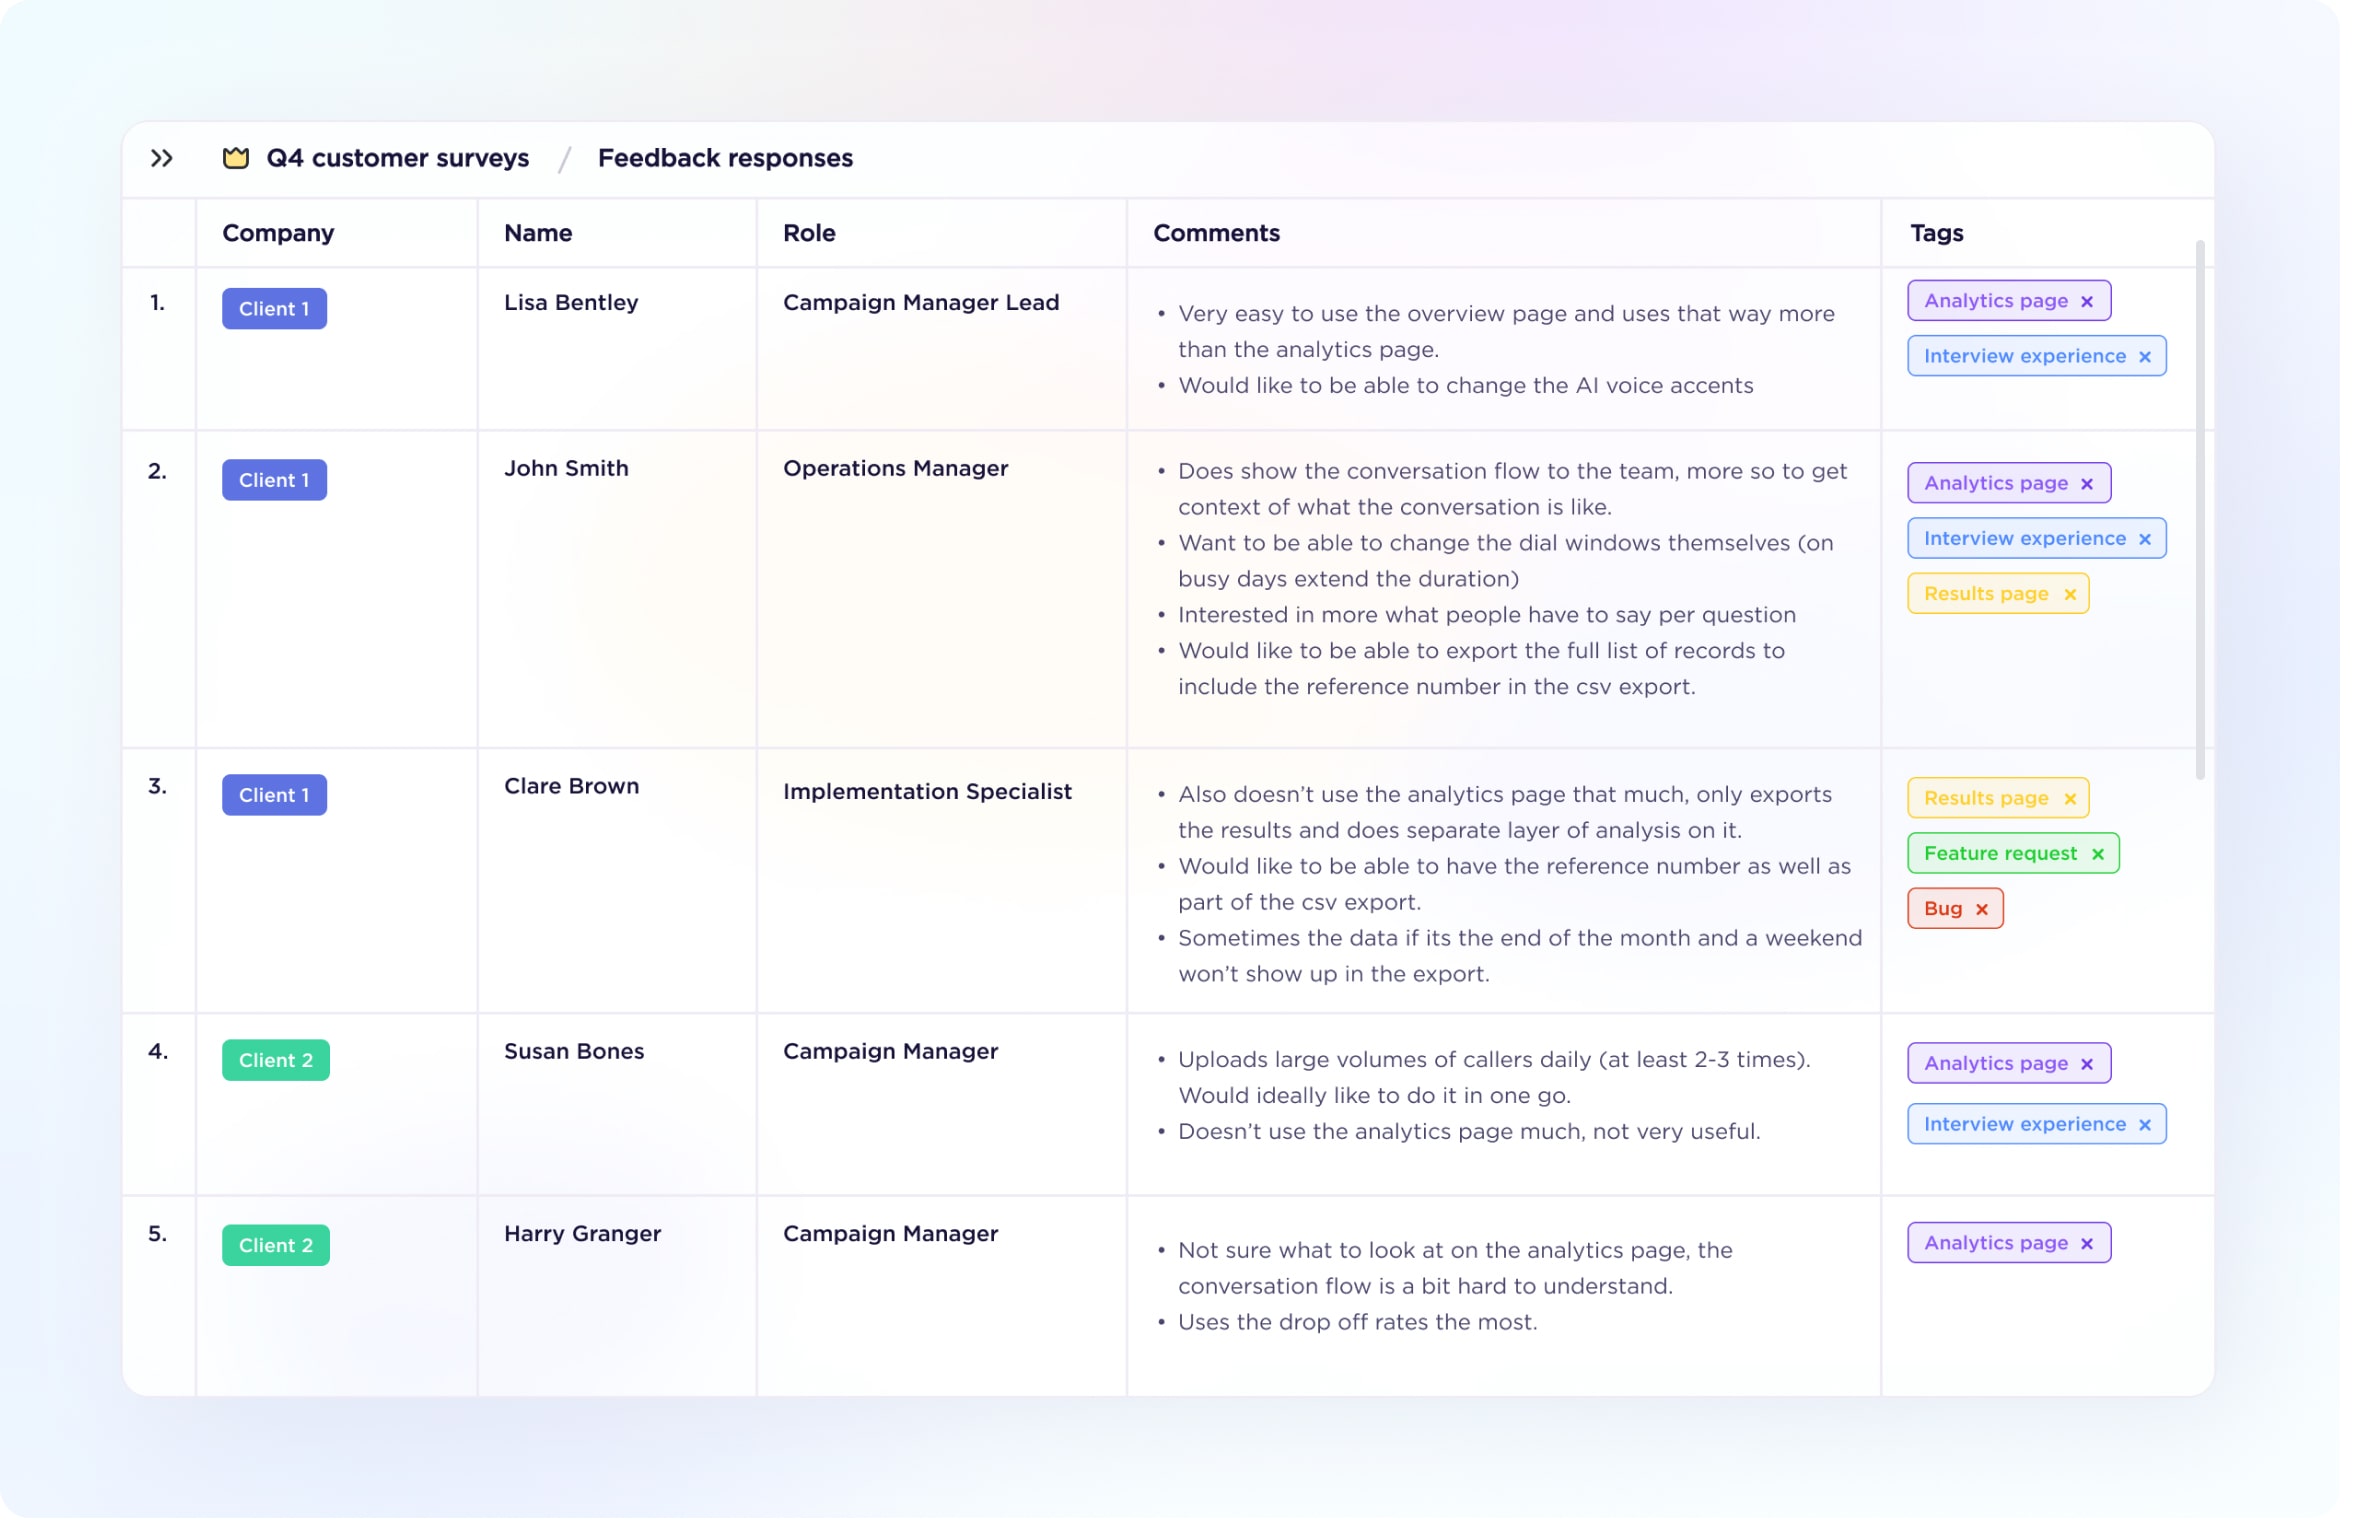 Q4 customer surveys / Feedback responses
Company Name Role Comments Tags
1. Client 1 Lisa Bentley Campaign Manager Lead
• Very easy to use the overview page and uses that way more
than the analytics page.
• Would like to be able to change the AI voice accents
Analytics page ×
Interview experience ×
2. Client 1 John Smith Operations Manager
• Does show the conversation flow to the team, more so to get
context of what the conversation is like.
• Want to be able to change the dial windows themselves (on
busy days extend the duration)
• Interested in more what people have to say per question
• Would like to be able to export the full list of records to
include the reference number in the csv export.
Analytics page ×
Interview experience ×
Results page ×
3. Client 1 Clare Brown Implementation Specialist
• Also doesn’t use the analytics page that much, only exports
the results and does separate layer of analysis on it.
• Would like to be able to have the reference number as well as
part of the csv export.
• Sometimes the data if its the end of the month and a weekend
won’t show up in the export.
Results page ×
Feature request ×
Bug ×
4. Client 2 Susan Bones Campaign Manager
• Uploads large volumes of callers daily (at least 2-3 times).
Would ideally like to do it in one go.
• Doesn’t use the analytics page much, not very useful.
Analytics page ×
Interview experience ×
5. Client 2 Harry Granger Campaign Manager
• Not sure what to look at on the analytics page, the
conversation flow is a bit hard to understand.
• Uses the drop off rates the most.
Analytics page ×